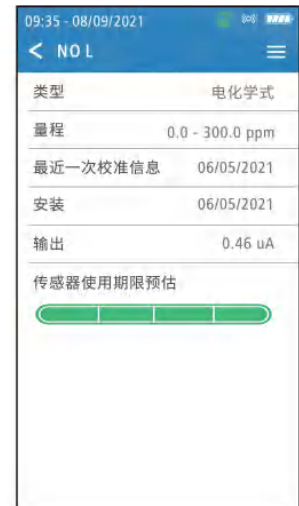 09:35 - 08/09/2021
< NO L
类型 电化学式
量程 0.0 - 300.0 ppm
最近一次校准信息 06/05/2021
安装 06/05/2021
输出 0.46 uA
传感器使用期限预估